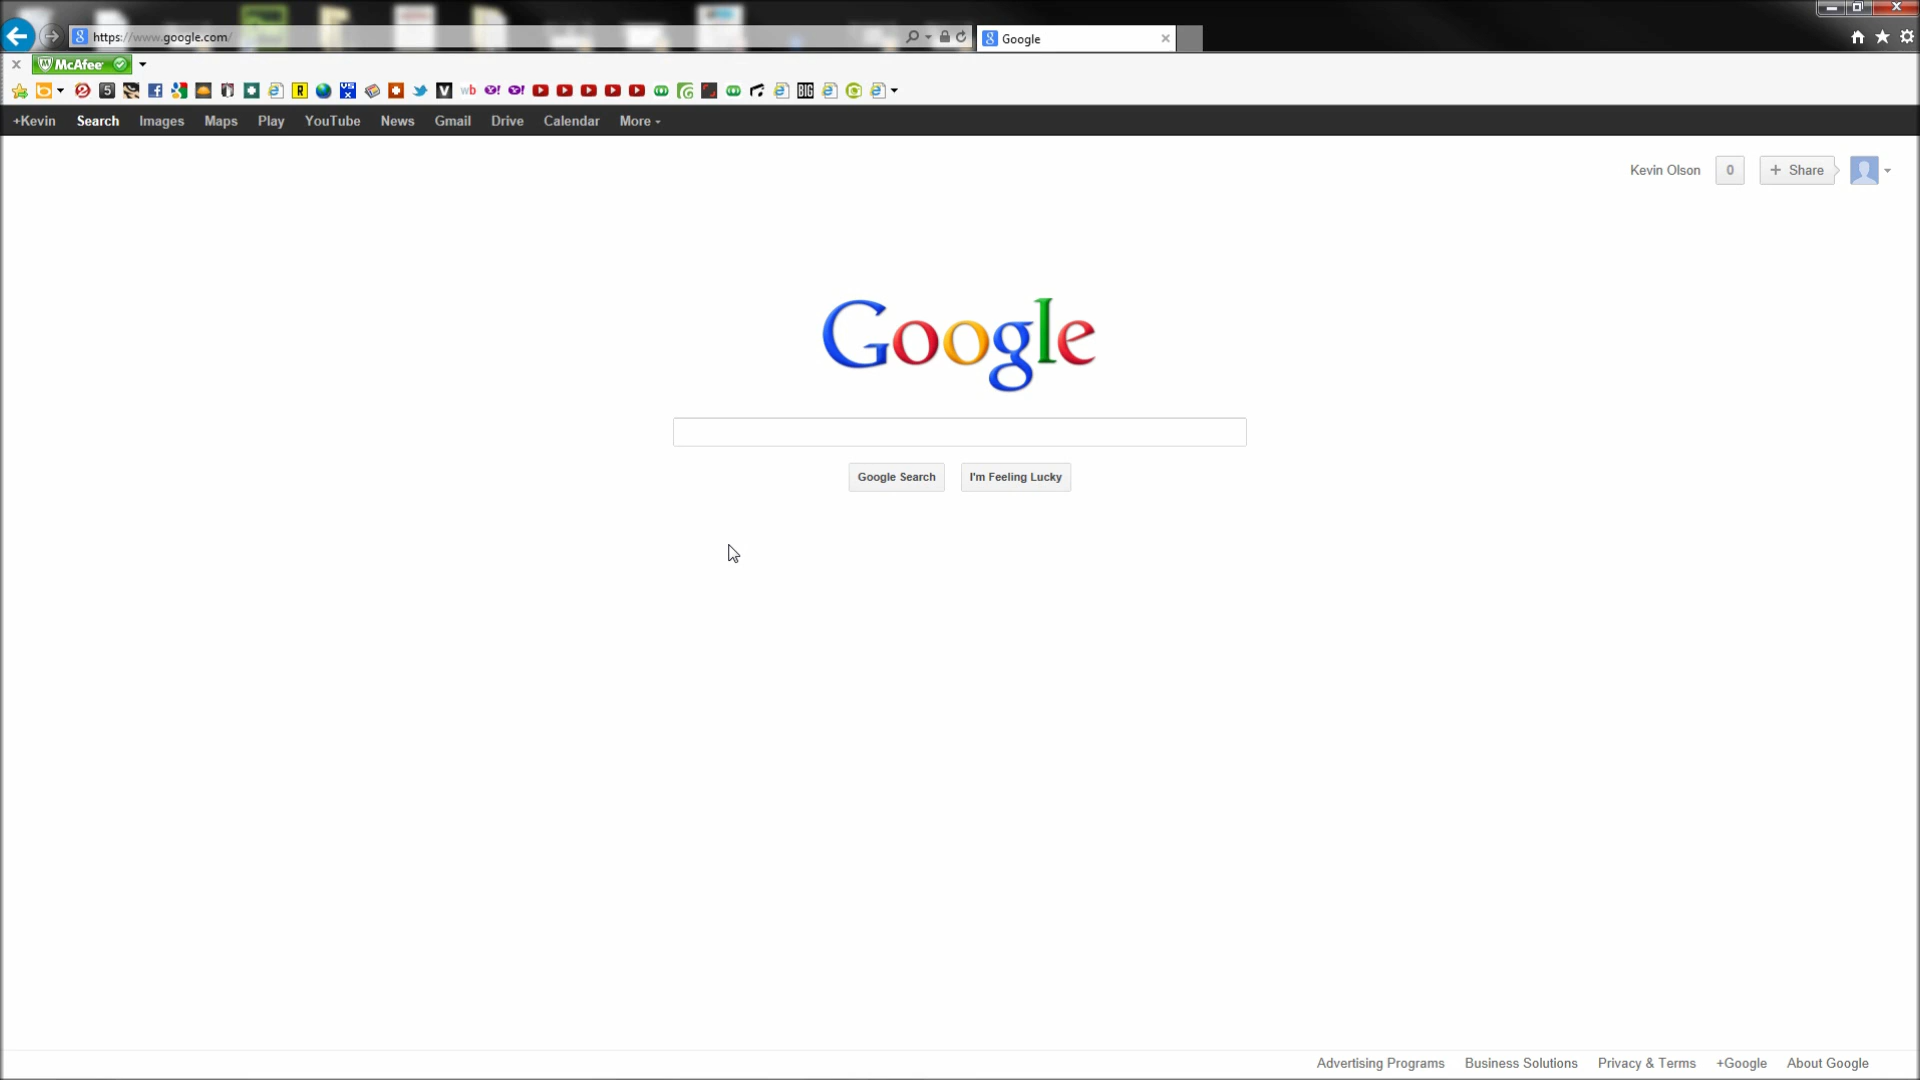 https://www.google.com/
Google
McAfee
+Kevin Search Images Maps Play YouTube News Gmail Drive Calendar More
Kevin Olson 0 + Share
Google
Google Search I'm Feeling Lucky
Advertising Programs Business Solutions Privacy & Terms +Google About Google